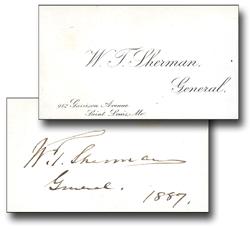 W. T. Sherman,
General.
912 Garrison Avenue
Saint Louis, Mo.
W. T. Sherman
General.
1887.